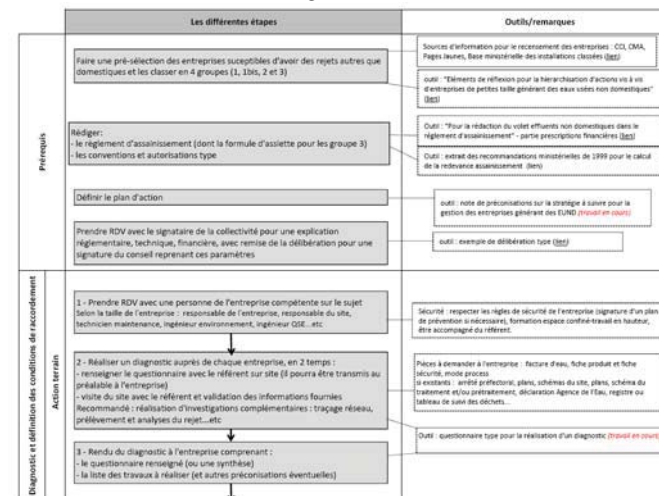 Les différentes étapes
Outils/remarques
Prérequis
Faire une pré-sélection des entreprises suceptibles d'avoir des rejets autres que
domestiques et les classer en 4 groupes (1, 1bis, 2 et 3)
Sources d'information pour le recensement des entreprises : CCI, CMA,
Pages Jaunes, Base ministérielle des installations classées (lien)
outil : "Eléments de réflexion pour la hiérarchisation d'actions vis à vis
d'entreprises de petites taille générant des eaux usées non domestiques"
(lien)
Rédiger:
- le règlement d'assainissement (dont la formule d'assiette pour les groupe 3)
- les conventions et autorisations type
Outil : "Pour la rédaction du volet effluents non domestiques dans le
règlement d'assainissement" - partie prescriptions financières (lien)
Outil : extrait des recommandations ministérielles de 1999 pour le calcul
de la redevance assainissement (lien)
Définir le plan d'action
outil : note de préconisations sur la stratégie à suivre pour la
gestion des entreprises générant des EUND (travail en cours)
Prendre RDV avec le signataire de la collectivité pour une explication
réglementaire, technique, financière, avec remise de la délibération pour une
signature du conseil reprenant ces paramètres
outil : exemple de délibération type (lien)
Diagnostic et définition des conditions de raccordement
Action terrain
1 - Prendre RDV avec une personne de l'entreprise compétente sur le sujet
Selon la taille de l'entreprise : responsable de l'entreprise, responsable du site,
technicien maintenance, ingénieur environnement, ingénieur QSE...etc
Sécurité : respecter les règles de sécurité de l'entreprise (signature d'un plan
de prévention si nécessaire), formation espace confiné-travail en hauteur,
être accompagné du référent.
2 - Réaliser un diagnostic auprès de chaque entreprise, en 2 temps :
- renseigner le questionnaire avec le référent sur site (il pourra être transmis au
préalable à l'entreprise)
- visite du site avec le référent et validation des informations fournies
Recommandé : réalisation d'investigations complémentaires : traçage réseau,
prélèvement et analyses du rejet...etc
Pièces à demander à l'entreprise : facture d'eau, fiche produit et fiche
sécurité, mode process
si existants : arrêté préfectoral, plans, schémas du site, plans, schéma du
traitement et/ou prétraitement, déclaration Agence de l'Eau, registre ou
tableau de suivi des déchets...
Outil : questionnaire type pour la réalisation d'un diagnostic (travail en cours)
3 - Rendu du diagnostic à l'entreprise comprenant :
- le questionnaire renseigné (ou une synthèse)
- la liste des travaux à réaliser (et autres préconisations éventuelles)